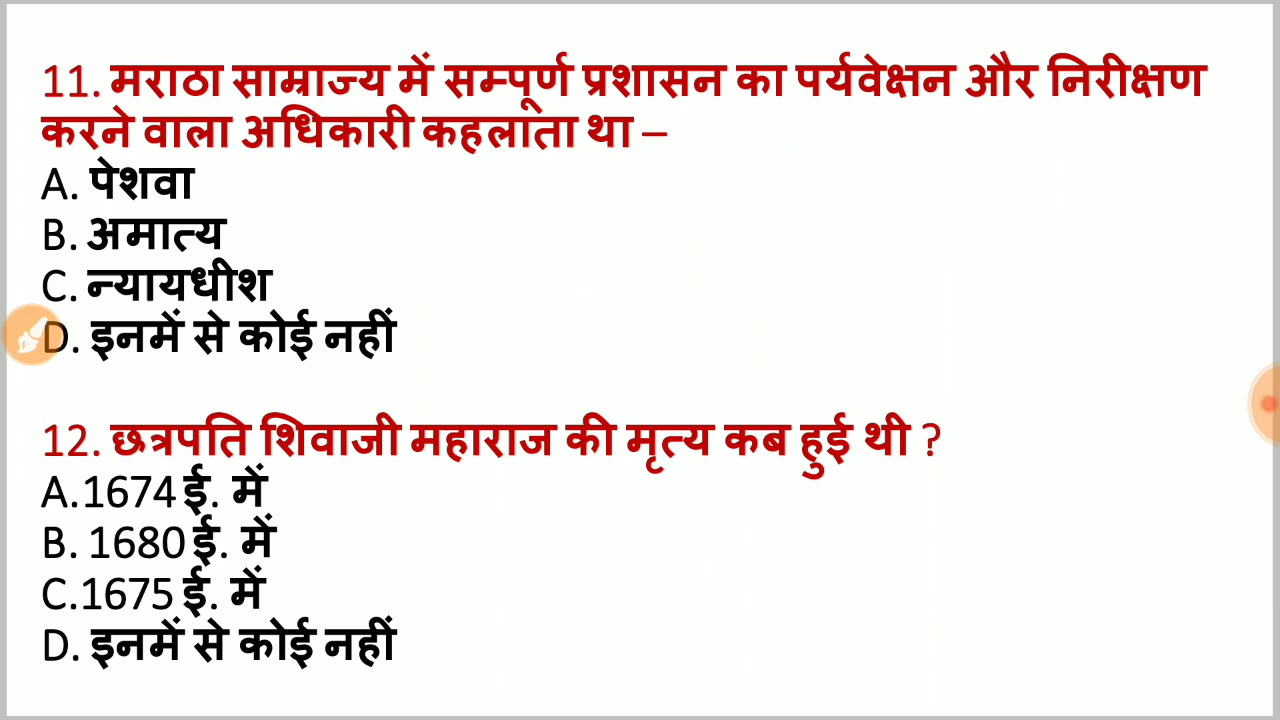 11. मराठा साम्राज्य में सम्पूर्ण प्रशासन का पर्यवेक्षन और निरीक्षण
करने वाला अधिकारी कहलाता था –
A. पेशवा
B. अमात्य
C. न्यायधीश
D. इनमें से कोई नहीं
12. छत्रपति शिवाजी महाराज की मृत्य कब हुई थी ?
A.1674 ई. में
B. 1680 ई. में
C.1675 ई. में
D. इनमें से कोई नहीं